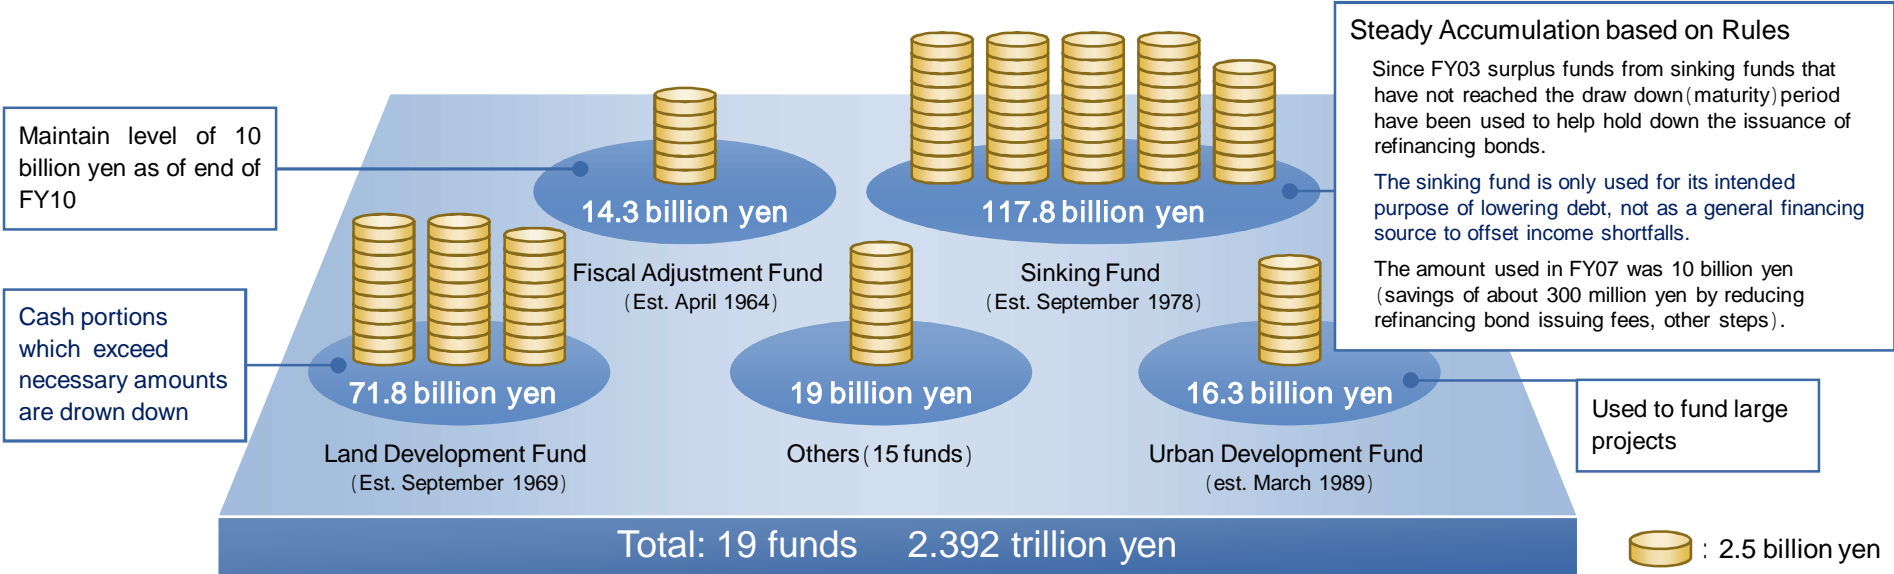 Steady Accumulation based on Rules
Since FY03 surplus funds from sinking funds that
have not reached the draw down(maturity)period
have been used to help hold down the issuance of
refinancing bonds.
The sinking fund is only used for its intended
purpose of lowering debt, not as a general financing
source to offset income shortfalls.
The amount used in FY07 was 10 billion yen
(savings of about 300 million yen by reducing
refinancing bond issuing fees, other steps).
Maintain level of 10
billion yen as of end of
FY10
14.3 billion yen
Fiscal Adjustment Fund
(Est. April 1964)
117.8 billion yen
Sinking Fund
(Est. September 1978)
Cash portions
which exceed
necessary amounts
are drown down
71.8 billion yen
Land Development Fund
(Est. September 1969)
19 billion yen
Others(15 funds)
16.3 billion yen
Urban Development Fund
(est. March 1989)
Used to fund large
projects
Total: 19 funds 2.392 trillion yen
: 2.5 billion yen